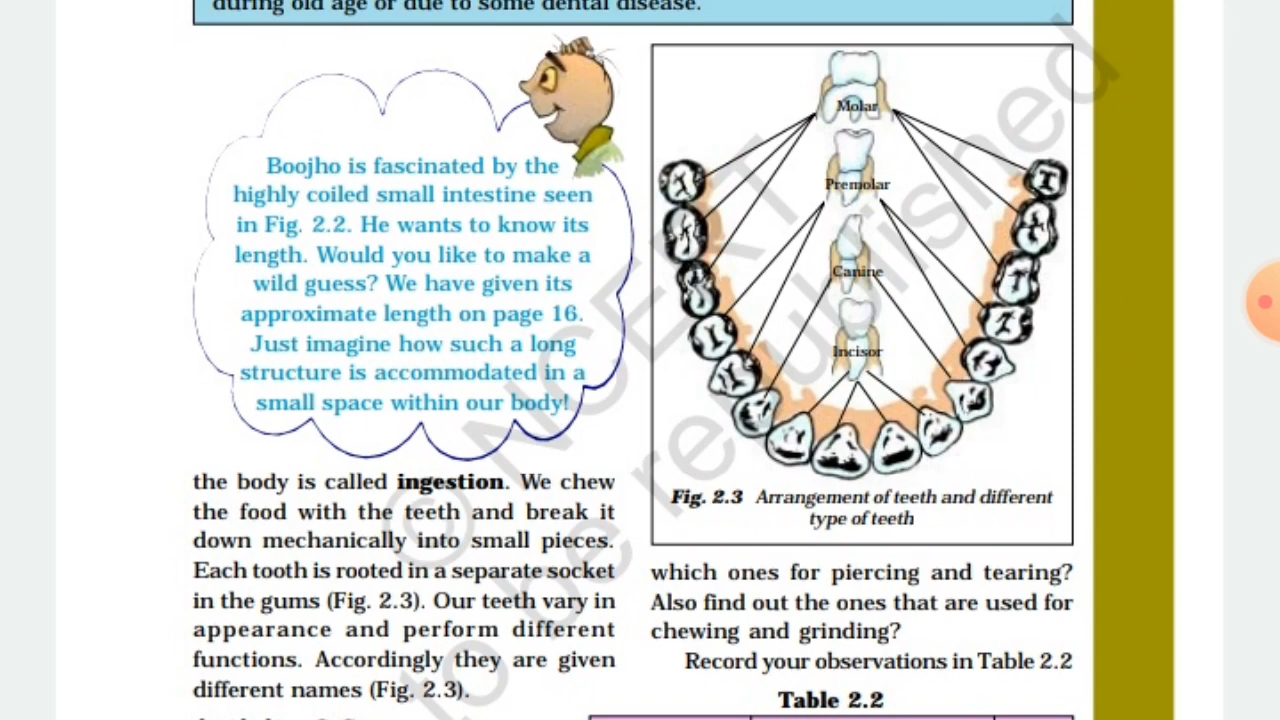 during old age or due to some dental disease.
Boojho is fascinated by the
highly coiled small intestine seen
in Fig. 2.2. He wants to know its
length. Would you like to make a
wild guess? We have given its
approximate length on page 16.
Just imagine how such a long
structure is accommodated in a
small space within our body!
the body is called ingestion. We chew
the food with the teeth and break it
down mechanically into small pieces.
Each tooth is rooted in a separate socket
in the gums (Fig. 2.3). Our teeth vary in
appearance and perform different
functions. Accordingly they are given
different names (Fig. 2.3).
Molar
Premolar
Canine
Incisor
Fig. 2.3 Arrangement of teeth and different
type of teeth
which ones for piercing and tearing?
Also find out the ones that are used for
chewing and grinding?
Record your observations in Table 2.2
Table 2.2
© NCERT
to be republished